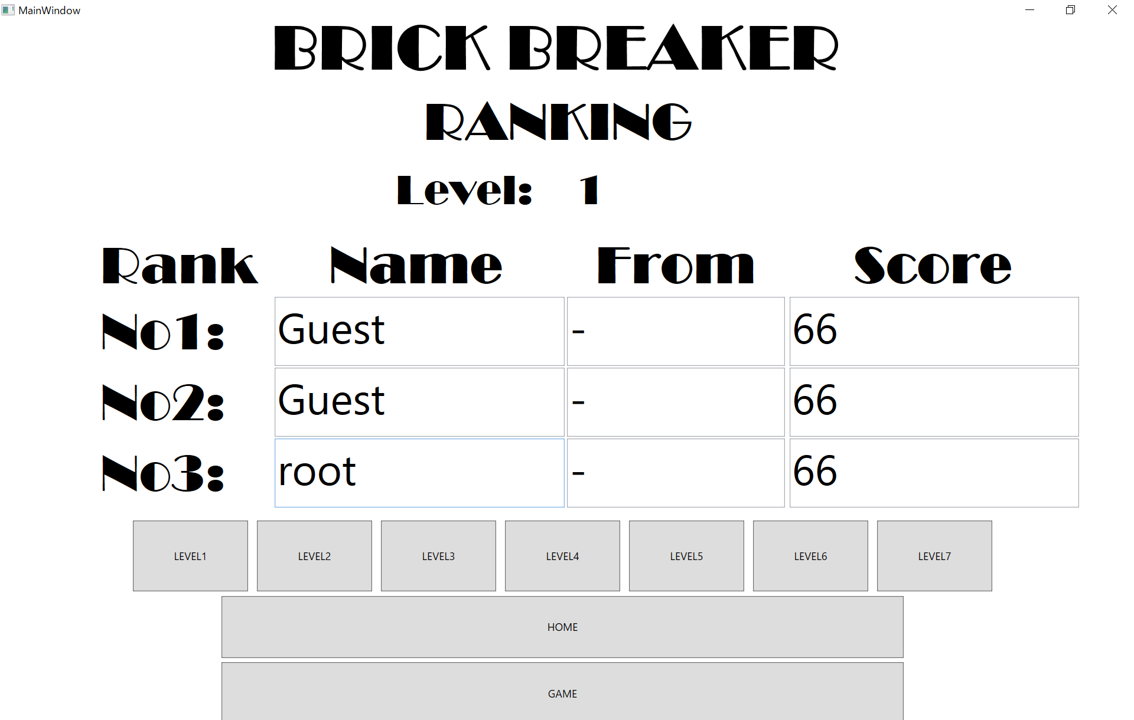 MainWindow
BRICK BREAKER
RANKING
Level: 1
Rank Name From Score
No1: Guest - 66
No2: Guest - 66
No3: root - 66
LEVEL1 LEVEL2 LEVEL3 LEVEL4 LEVEL5 LEVEL6 LEVEL7
HOME
GAME